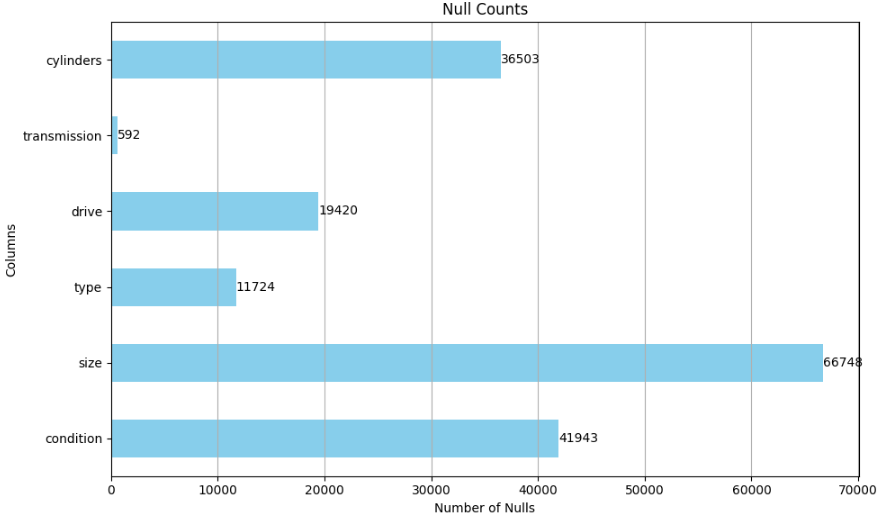 Null Counts
cylinders
36503
transmission
592
drive
19420
type
11724
size
66748
condition
41943
Columns
0 10000 20000 30000 40000 50000 60000 70000
Number of Nulls